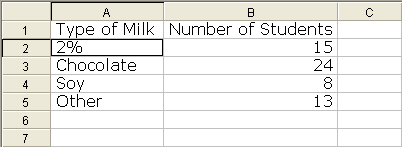 A B C
1 Type of Milk Number of Students
2 2% 15
3 Chocolate 24
4 Soy 8
5 Other 13
6
7